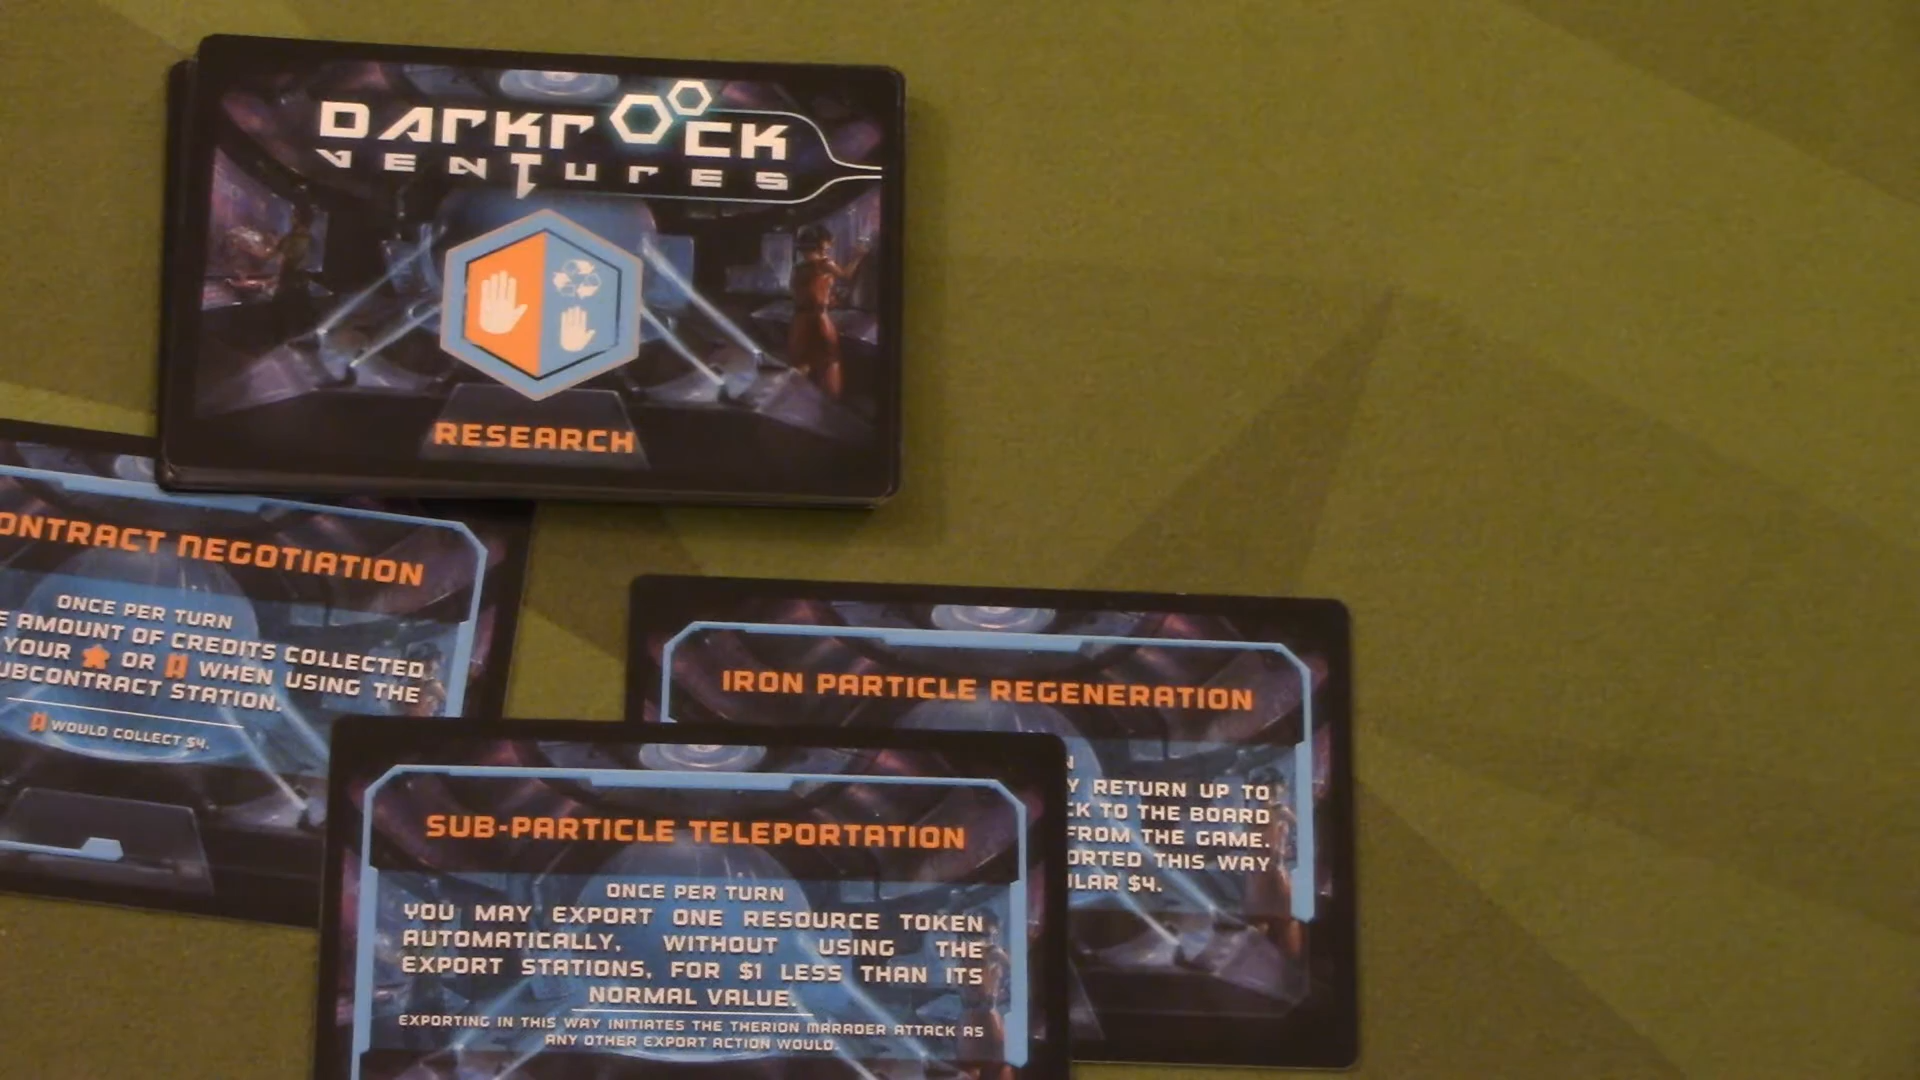 DARKROCK
VENTURES
RESEARCH
ONTRACT NEGOTIATION
ONCE PER TURN
E AMOUNT OF CREDITS COLLECTED
YOUR OR WHEN USING THE
UBCONTRACT STATION.
WOULD COLLECT $4.
IRON PARTICLE REGENERATION
N
Y RETURN UP TO
CK TO THE BOARD
FROM THE GAME.
ORTED THIS WAY
ULAR $4.
SUB-PARTICLE TELEPORTATION
ONCE PER TURN
YOU MAY EXPORT ONE RESOURCE TOKEN
AUTOMATICALLY, WITHOUT USING THE
EXPORT STATIONS, FOR $1 LESS THAN ITS
NORMAL VALUE.
EXPORTING IN THIS WAY INITIATES THE THERION MARADER ATTACK AS
ANY OTHER EXPORT ACTION WOULD.